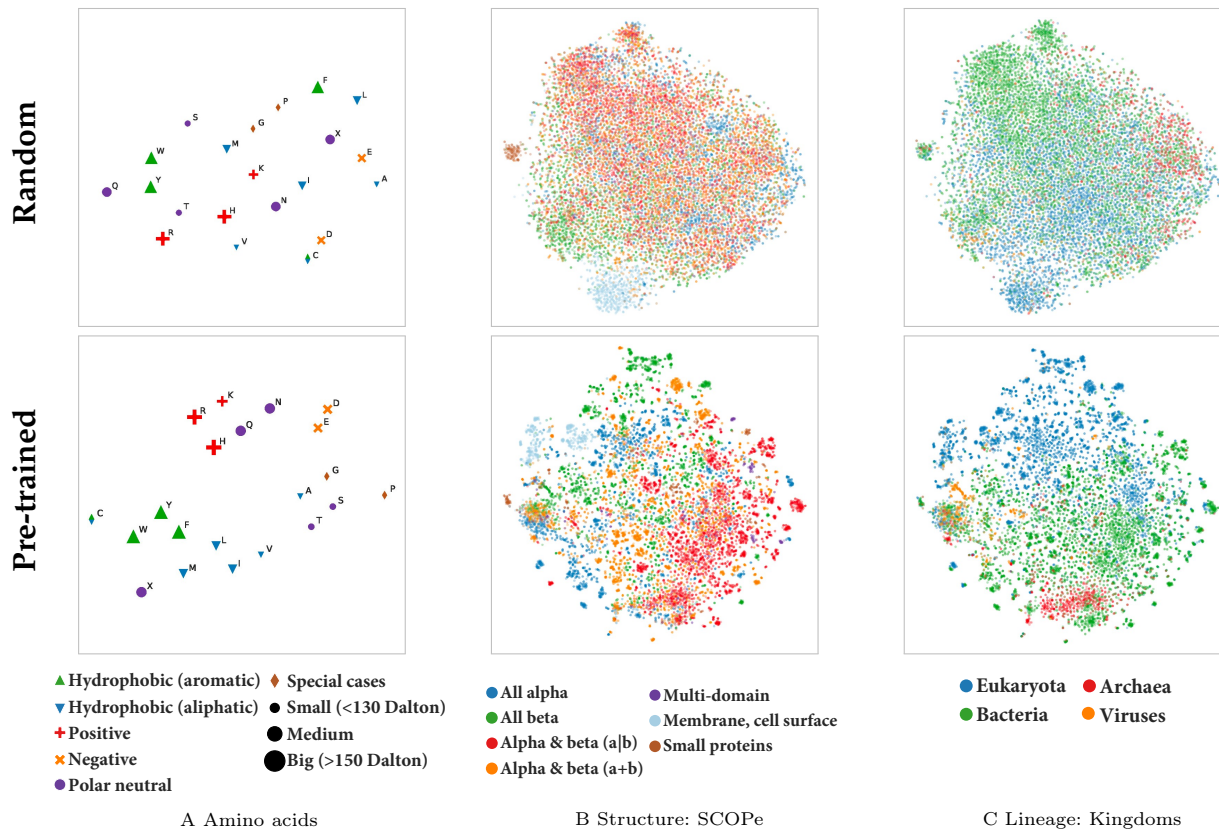 Random
F
L
P
S
G
X
M
W
E
K
Y
I
A
Q
N
T
H
R
D
V
C
Pre-trained
K
N
D
R
Q
E
H
G
A
P
S
Y
C
T
F
W
L
V
M
I
X
Hydrophobic (aromatic)
Hydrophobic (aliphatic)
Positive
Negative
Polar neutral
Special cases
Small (<130 Dalton)
Medium
Big (>150 Dalton)
All alpha
All beta
Alpha & beta (a|b)
Alpha & beta (a+b)
Multi-domain
Membrane, cell surface
Small proteins
Eukaryota
Bacteria
Archaea
Viruses
A Amino acids
B Structure: SCOPe
C Lineage: Kingdoms